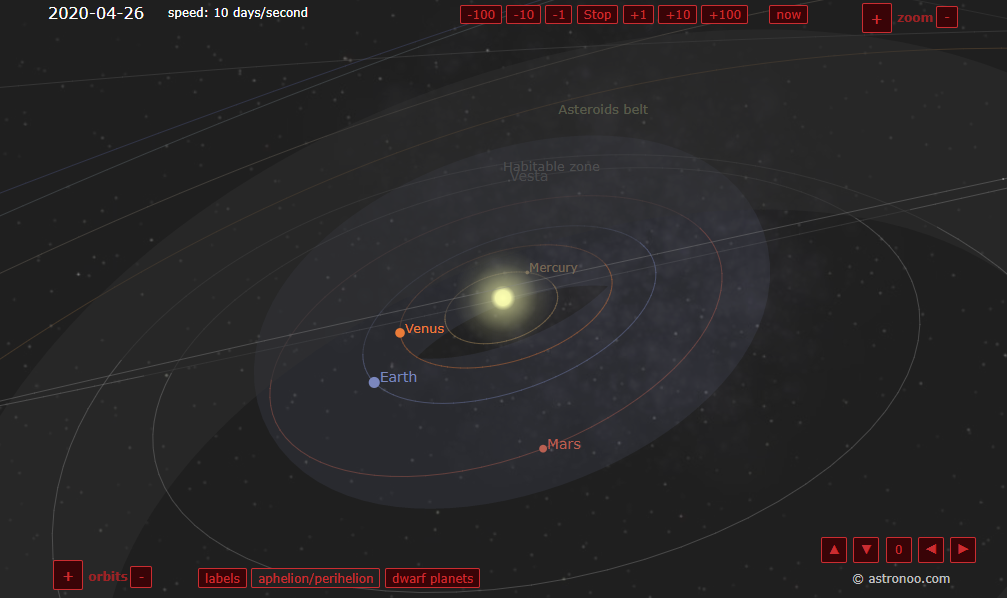 2020-04-26 speed: 10 days/second -100 -10 -1 Stop +1 +10 +100 now + zoom -
Asteroids belt
Habitable zone
Vesta
Mercury
Venus
Earth
Mars
▲ ▼ 0 ◀ ▶
+ orbits - labels aphelion/perihelion dwarf planets © astronoo.com